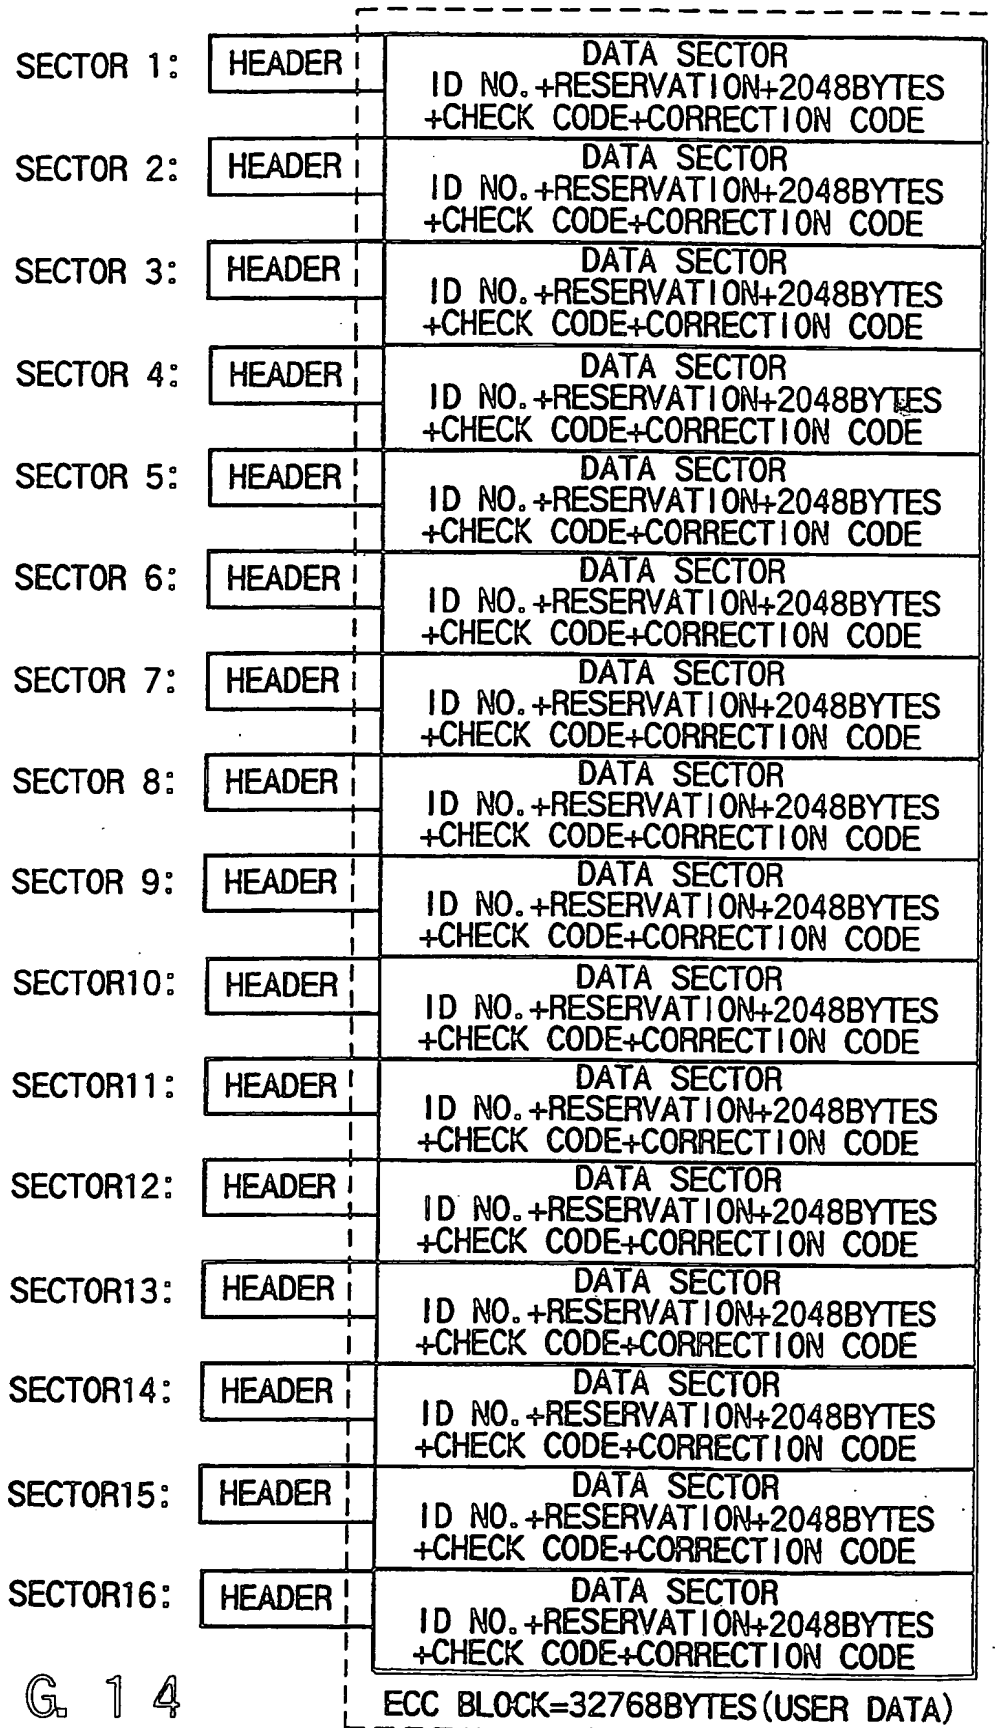 SECTOR 1: HEADER DATA SECTOR
ID NO.+RESERVATION+2048BYTES
+CHECK CODE+CORRECTION CODE
SECTOR 2: HEADER DATA SECTOR
ID NO.+RESERVATION+2048BYTES
+CHECK CODE+CORRECTION CODE
SECTOR 3: HEADER DATA SECTOR
ID NO.+RESERVATION+2048BYTES
+CHECK CODE+CORRECTION CODE
SECTOR 4: HEADER DATA SECTOR
ID NO.+RESERVATION+2048BYTES
+CHECK CODE+CORRECTION CODE
SECTOR 5: HEADER DATA SECTOR
ID NO.+RESERVATION+2048BYTES
+CHECK CODE+CORRECTION CODE
SECTOR 6: HEADER DATA SECTOR
ID NO.+RESERVATION+2048BYTES
+CHECK CODE+CORRECTION CODE
SECTOR 7: HEADER DATA SECTOR
ID NO.+RESERVATION+2048BYTES
+CHECK CODE+CORRECTION CODE
SECTOR 8: HEADER DATA SECTOR
ID NO.+RESERVATION+2048BYTES
+CHECK CODE+CORRECTION CODE
SECTOR 9: HEADER DATA SECTOR
ID NO.+RESERVATION+2048BYTES
+CHECK CODE+CORRECTION CODE
SECTOR10: HEADER DATA SECTOR
ID NO.+RESERVATION+2048BYTES
+CHECK CODE+CORRECTION CODE
SECTOR11: HEADER DATA SECTOR
ID NO.+RESERVATION+2048BYTES
+CHECK CODE+CORRECTION CODE
SECTOR12: HEADER DATA SECTOR
ID NO.+RESERVATION+2048BYTES
+CHECK CODE+CORRECTION CODE
SECTOR13: HEADER DATA SECTOR
ID NO.+RESERVATION+2048BYTES
+CHECK CODE+CORRECTION CODE
SECTOR14: HEADER DATA SECTOR
ID NO.+RESERVATION+2048BYTES
+CHECK CODE+CORRECTION CODE
SECTOR15: HEADER DATA SECTOR
ID NO.+RESERVATION+2048BYTES
+CHECK CODE+CORRECTION CODE
SECTOR16: HEADER DATA SECTOR
ID NO.+RESERVATION+2048BYTES
+CHECK CODE+CORRECTION CODE
G. 14 ECC BLOCK=32768BYTES(USER DATA)